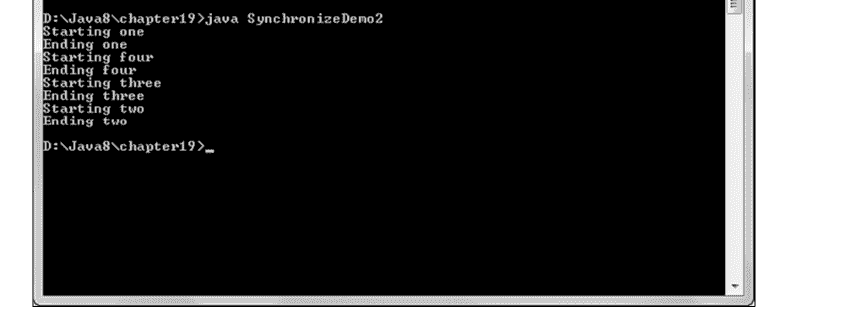 D:\Java8\chapter19>java SynchronizeDemo2
Starting one
Ending one
Starting four
Ending four
Starting three
Ending three
Starting two
Ending two
D:\Java8\chapter19>_